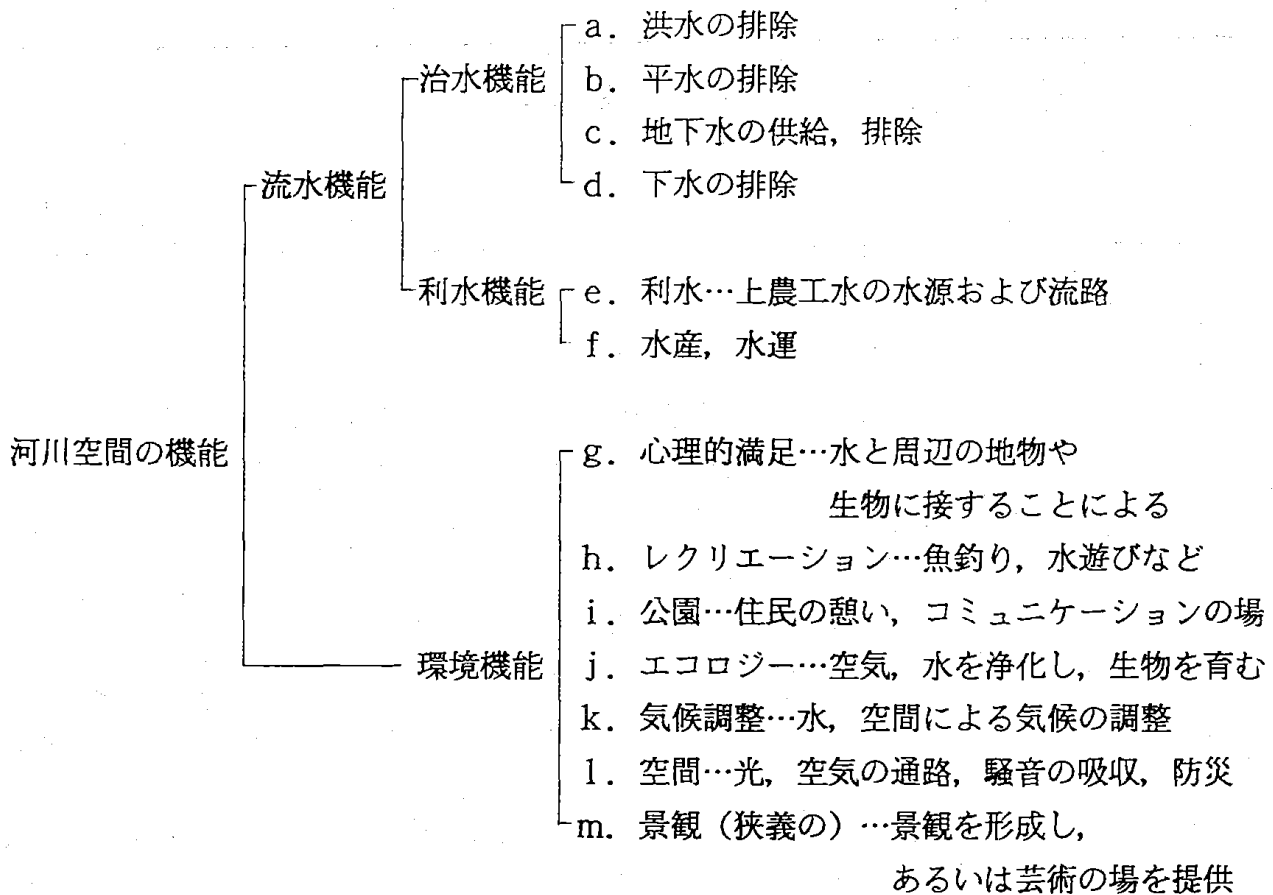 a．洪水の排除
治水機能 b．平水の排除
c．地下水の供給，排除
流水機能 d．下水の排除
利水機能 e．利水…上農工水の水源および流路
f．水産，水運
河川空間の機能 g．心理的満足…水と周辺の地物や
生物に接することによる
h．レクリエーション…魚釣り，水遊びなど
i．公園…住民の憩い，コミュニケーションの場
環境機能 j．エコロジー…空気，水を浄化し，生物を育む
k．気候調整…水，空間による気候の調整
l．空間…光，空気の通路，騒音の吸収，防災
m．景観（狭義の）…景観を形成し，
あるいは芸術の場を提供